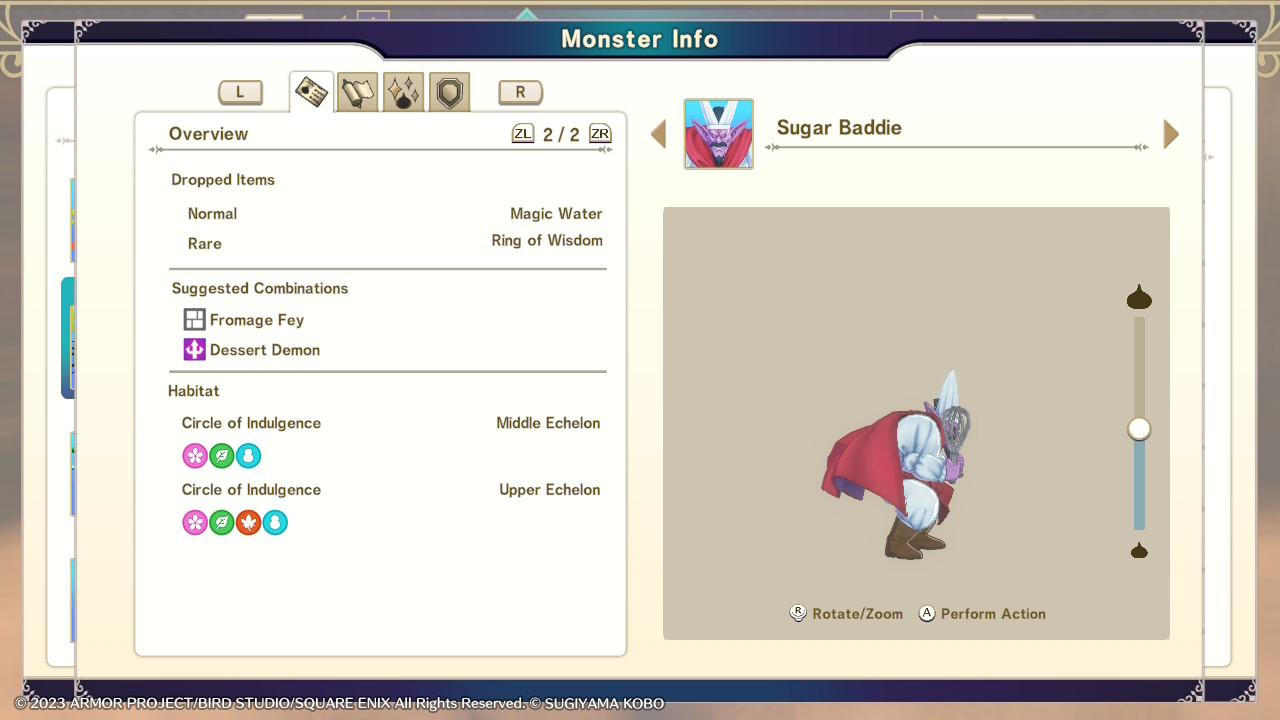 Monster Info
L
R
Overview
ZL 2 / 2 ZR
Sugar Baddie
Dropped Items
Normal Magic Water
Rare Ring of Wisdom
Suggested Combinations
Fromage Fey
Dessert Demon
Habitat
Circle of Indulgence Middle Echelon
Circle of Indulgence Upper Echelon
R Rotate/Zoom A Perform Action
© 2023 ARMOR PROJECT/BIRD STUDIO/SQUARE ENIX All Rights Reserved. © SUGIYAMA KOBO